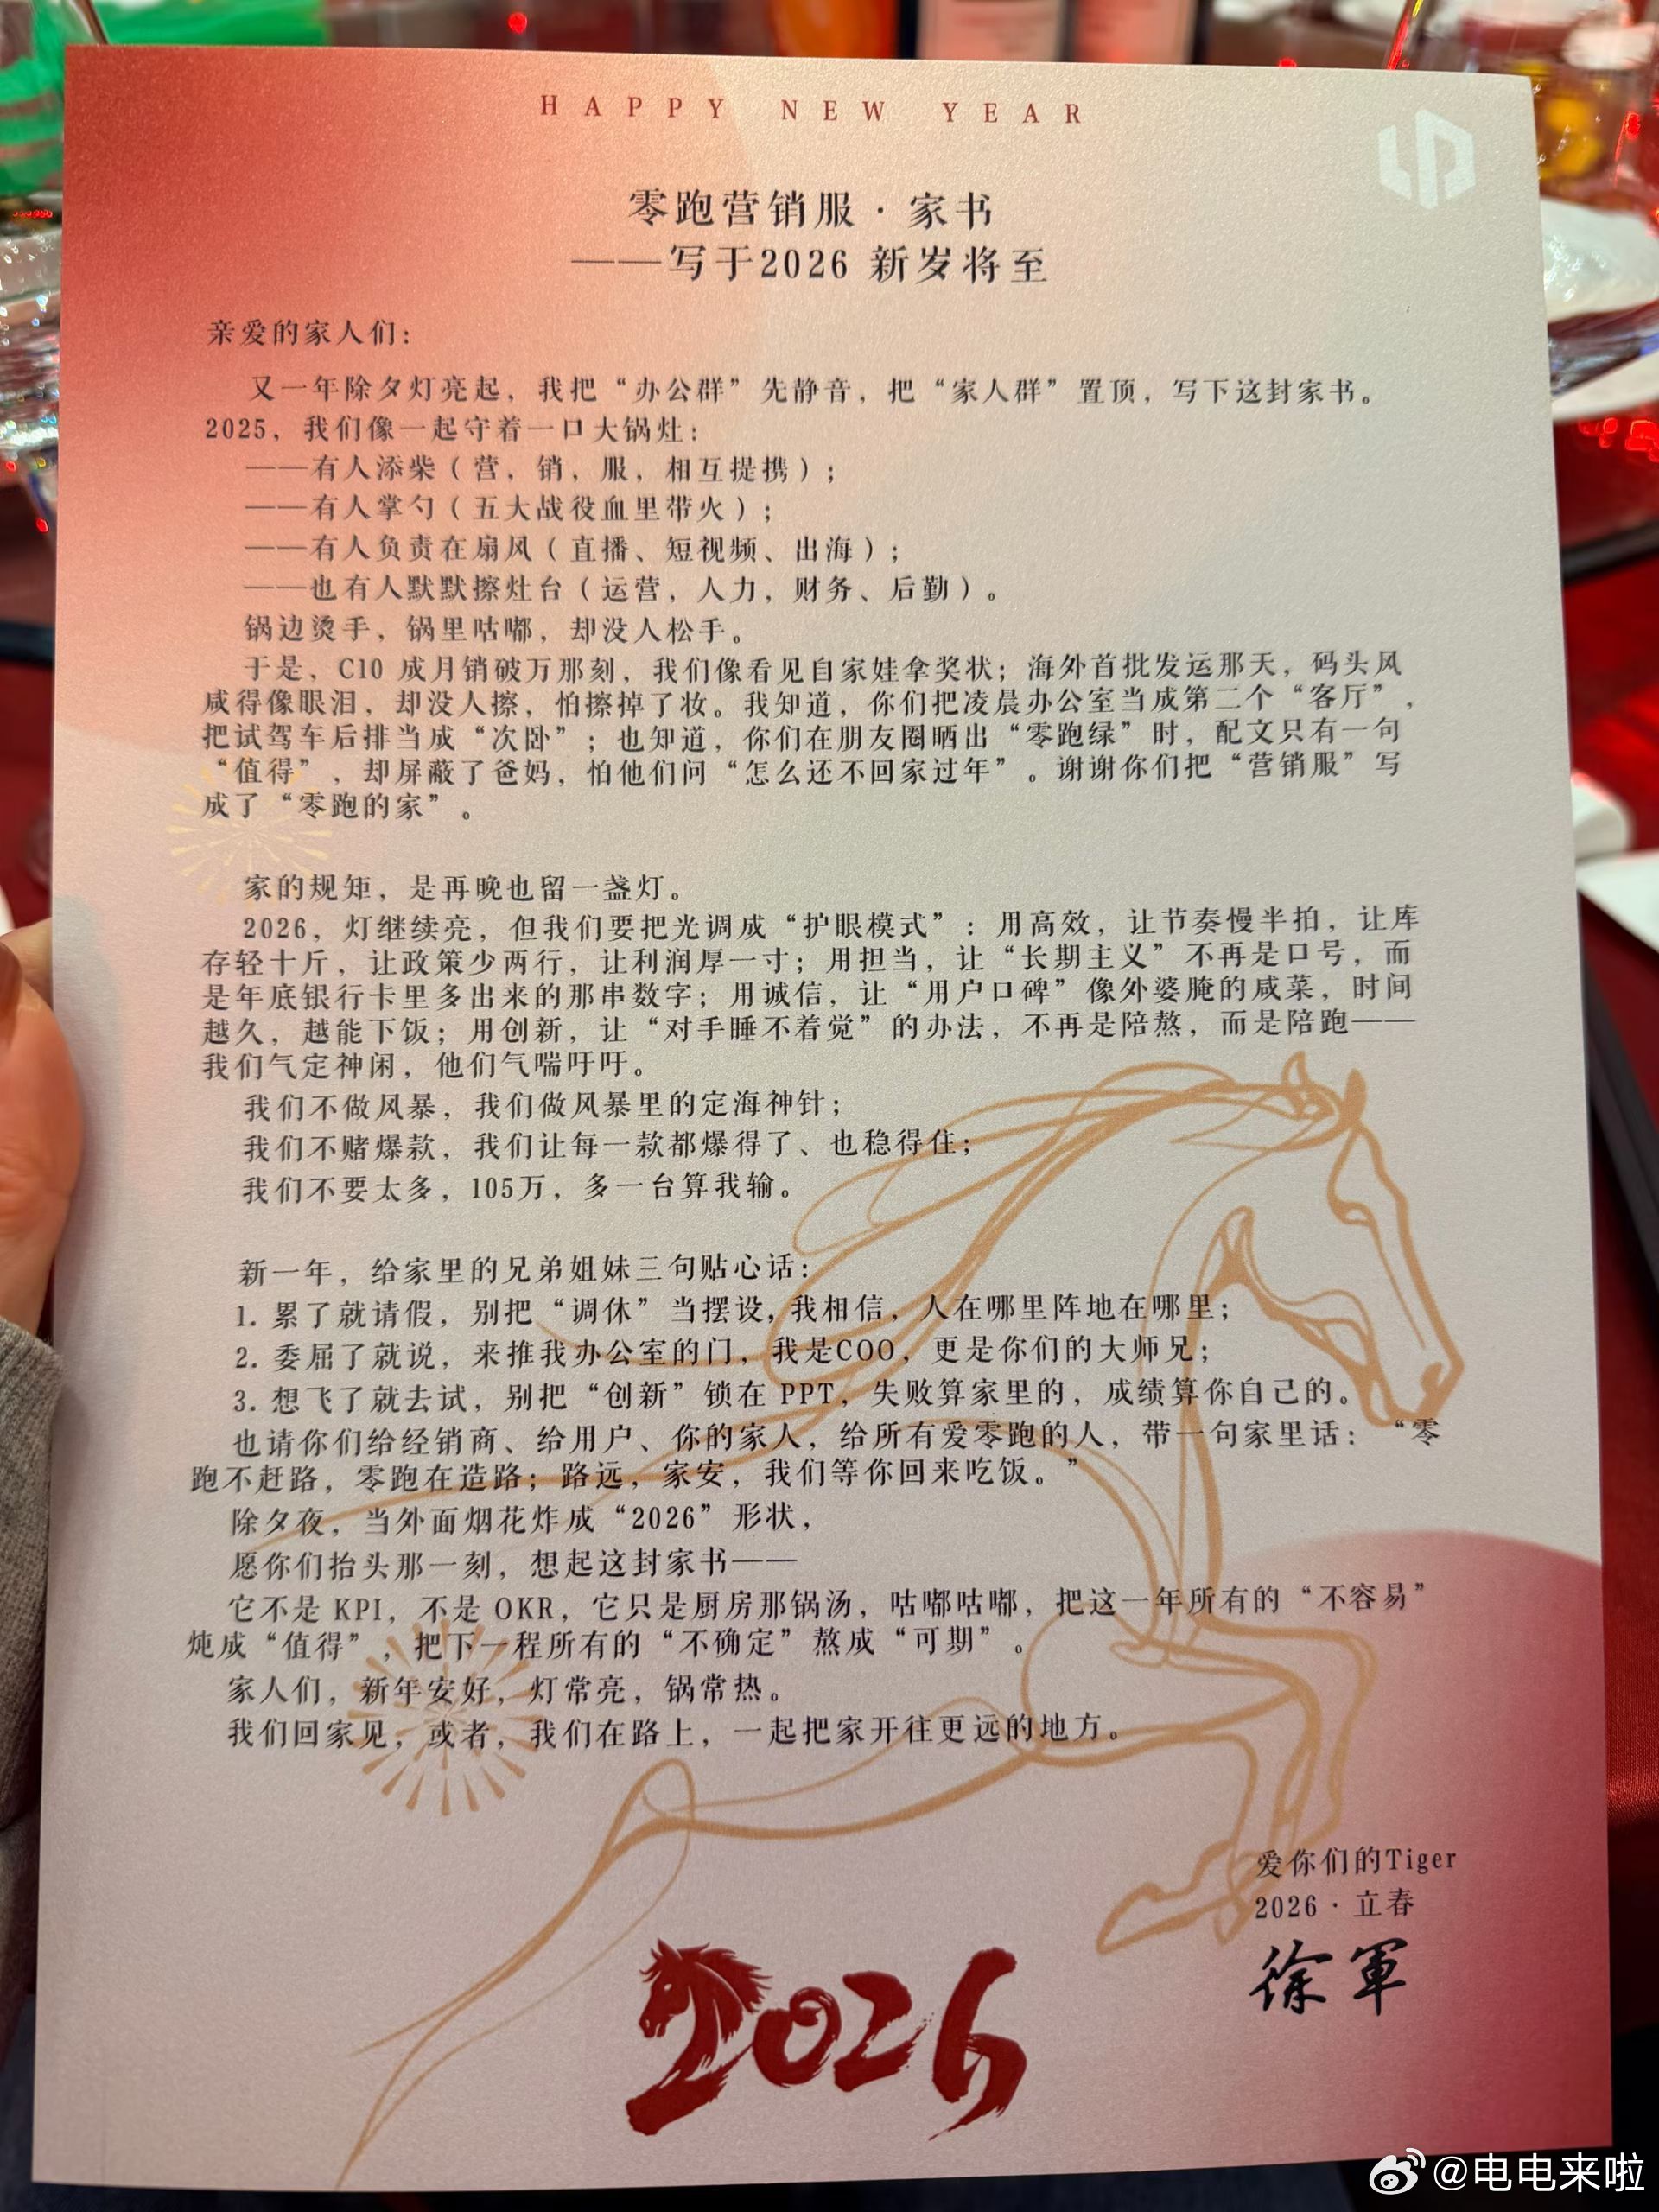 HAPPY NEW YEAR
零跑营销服·家书
——写于2026 新发将至
亲爱的家人们：
又一年除夕灯亮起，我把“办公群”先静音，把“家人群”置顶，写下这封家书。
2025，我们像一起守着一口大锅灶：
——有人添柴（营，销，服，相互提携）；
——有人掌勺（五大战役血里带火）；
——有人负责在扇风（直播、短视频、出海）；
——也有人默默擦灶台（运营，人力，财务、后勤）。
锅边烫手，锅里咕嘟，却没人松手。
于是，C10 成月销破万那刻，我们像看见自家娃拿奖状；海外首批发运那天，码头风
咸得像眼泪，却没人擦，怕擦掉了妆。我知道，你们把凌晨办公室当成第二个“客厅”，
把试驾车后排当成“次卧”；也知道，你们在朋友圈晒出“零跑绿”时，配文只有一句
“值得”，却屏蔽了爸妈，怕他们问“怎么还不回家过年”。谢谢你们把“营销服”写
成了“零跑的家”。
家的规矩，是再晚也留一盏灯。
2026，灯继续亮，但我们要把光调成“护眼模式”：用高效，让节奏慢半拍，让库
存轻十斤，让政策少两行，让利润厚一寸；用担当，让“长期主义”不再是口号，而
是年底银行卡里多出来的那串数字；用诚信，让“用户口碑”像外婆腌的咸菜，时间
越久，越能下饭；用创新，让“对手睡不着觉”的办法，不再是陪熬，而是陪跑——
我们气定神闲，他们气喘吁吁。
我们不做风暴，我们做风暴里的定海神针；
我们不赌爆款，我们让每一款都爆得了、也稳得住；
我们不要太多，105万，多一台算我输。
新一年，给家里的兄弟姐妹三句贴心话：
1. 累了就请假，别把“调休”当摆设，我相信，人在哪里阵地在哪里；
2. 委屈了就说，来推我办公室的门，我是COO，更是你们的大师兄；
3. 想飞了就去试，别把“创新”锁在 PPT，失败算家里的，成绩算你自己的。
也请你们给经销商、给用户、你的家人，给所有爱零跑的人，带一句家里话：“零
跑不赶路，零跑在造路；路远，家安，我们等你回来吃饭。”
除夕夜，当外面烟花炸成“2026”形状，
愿你们抬头那一刻，想起这封家书——
它不是 KPI，不是 OKR，它只是厨房那锅汤，咕嘟咕嘟，把这一年所有的“不容易”
炖成“值得”，把下一程所有的“不确定”熬成“可期”。
家人们，新年安好，灯常亮，锅常热。
我们回家见，或者，我们在路上，一起把家开往更远的地方。
爱你们的Tiger
2026·立春
徐軍
2026
@电电来啦